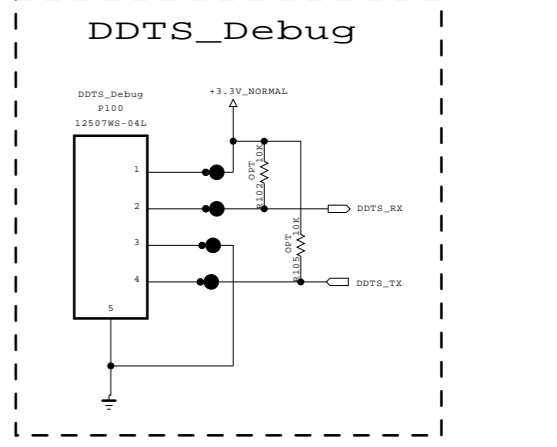 DDTS_Debug
DDTS_Debug
P100
12507WS-04L
+3.3V_NORMAL
1
OPT
10K
R102
2
DDTS_RX
3
OPT
10K
R105
4
DDTS_TX
5